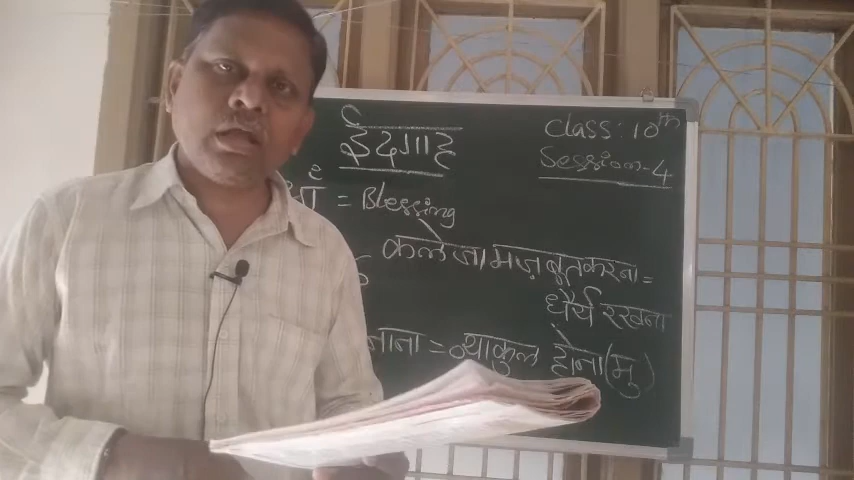 ईदगाह
Class: 10th
Session-4
= Blessing
कलेजा मज़बूत करना=
धैर्य रखना
= व्याकुल होना(मु)